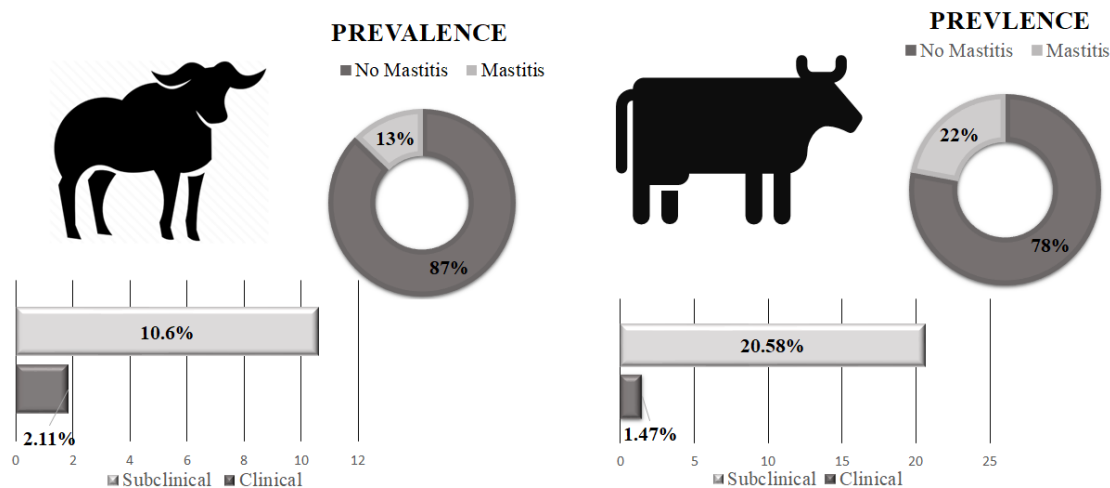 PREVALENCE
No Mastitis Mastitis
13%
87%
10.6%
2.11%
0 2 4 6 8 10 12
Subclinical Clinical
PREVLENCE
No Mastitis Mastitis
22%
78%
20.58%
1.47%
0 5 10 15 20 25
Subclinical Clinical